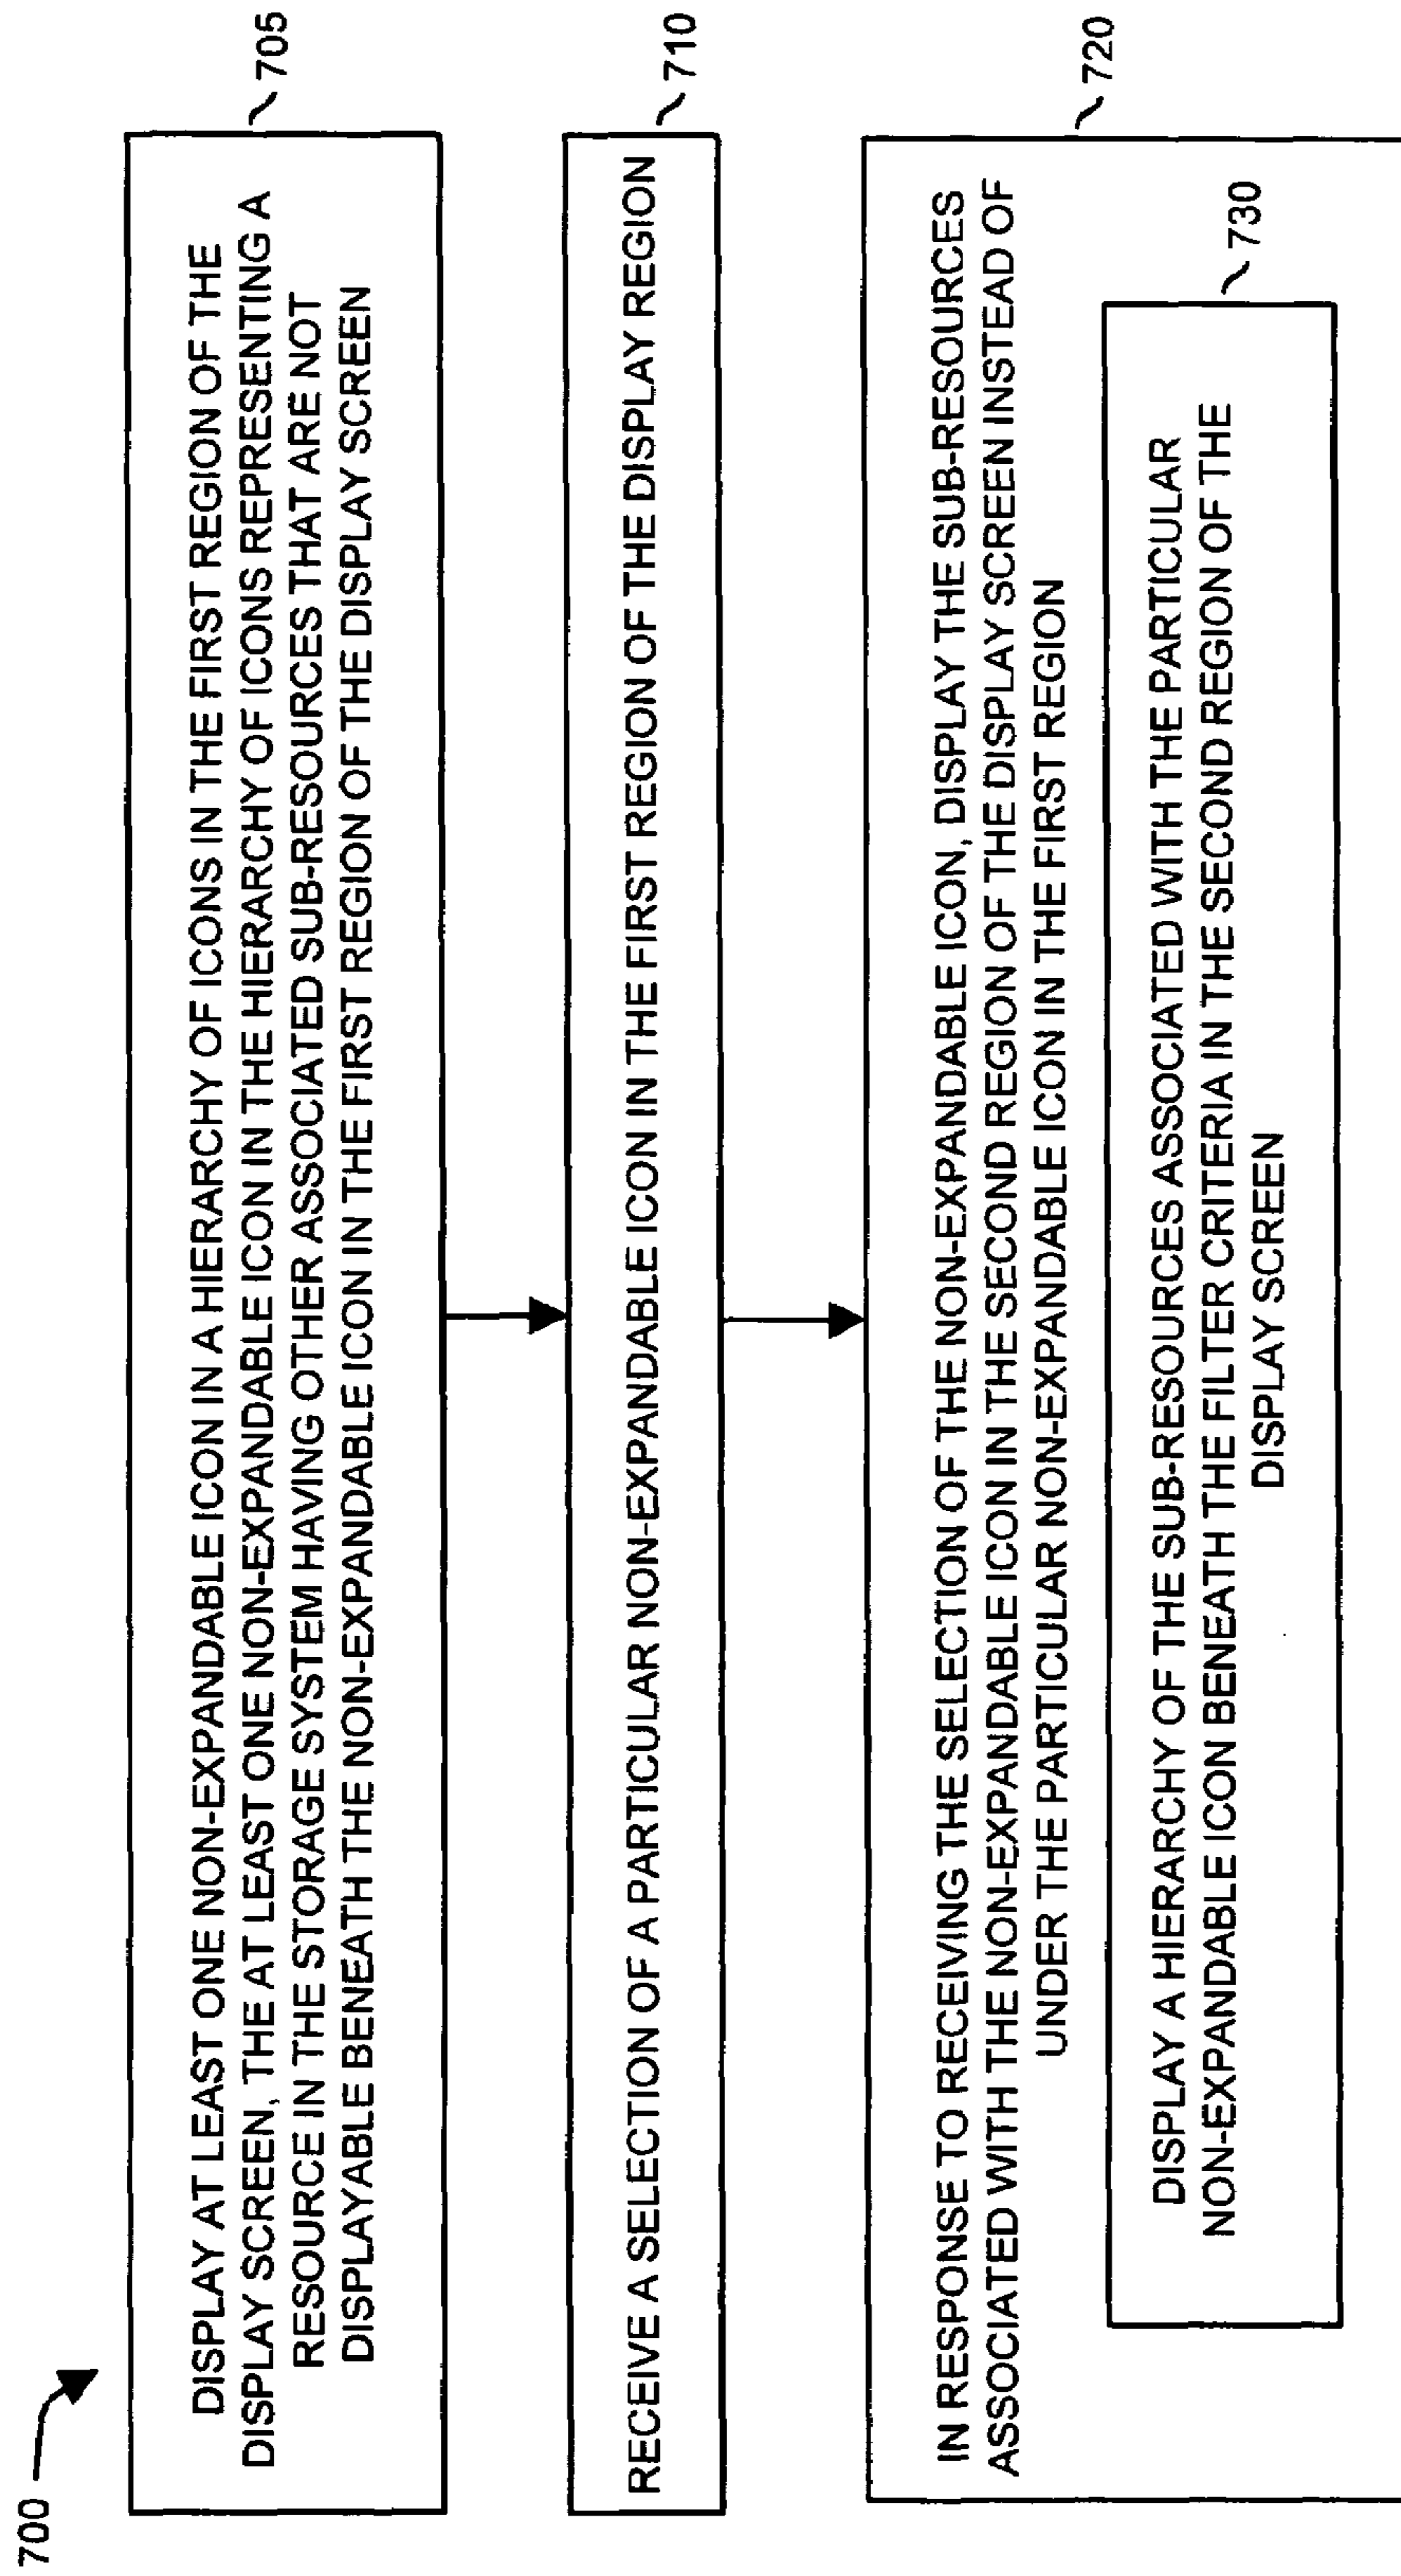 700
DISPLAY AT LEAST ONE NON-EXPANDABLE ICON IN A HIERARCHY OF ICONS IN THE FIRST REGION OF THE
DISPLAY SCREEN, THE AT LEAST ONE NON-EXPANDABLE ICON IN THE HIERARCHY OF ICONS REPRESENTING A
RESOURCE IN THE STORAGE SYSTEM HAVING OTHER ASSOCIATED SUB-RESOURCES THAT ARE NOT
DISPLAYABLE BENEATH THE NON-EXPANDABLE ICON IN THE FIRST REGION OF THE DISPLAY SCREEN
705
RECEIVE A SELECTION OF A PARTICULAR NON-EXPANDABLE ICON IN THE FIRST REGION OF THE DISPLAY REGION
710
IN RESPONSE TO RECEIVING THE SELECTION OF THE NON-EXPANDABLE ICON, DISPLAY THE SUB-RESOURCES
ASSOCIATED WITH THE NON-EXPANDABLE ICON IN THE SECOND REGION OF THE DISPLAY SCREEN INSTEAD OF
UNDER THE PARTICULAR NON-EXPANDABLE ICON IN THE FIRST REGION
720
DISPLAY A HIERARCHY OF THE SUB-RESOURCES ASSOCIATED WITH THE PARTICULAR
NON-EXPANDABLE ICON BENEATH THE FILTER CRITERIA IN THE SECOND REGION OF THE
DISPLAY SCREEN
730